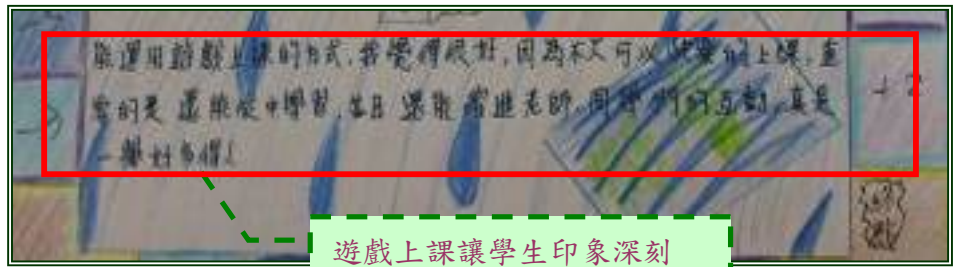 能運用遊戲上課的方式,我覺得很好,因為不只可以快樂的上課,重
要的是 還能從中學習,並且 還能 增進老師、同學 們的互動,真是
一舉好多得!
+2
遊戲上課讓學生印象深刻